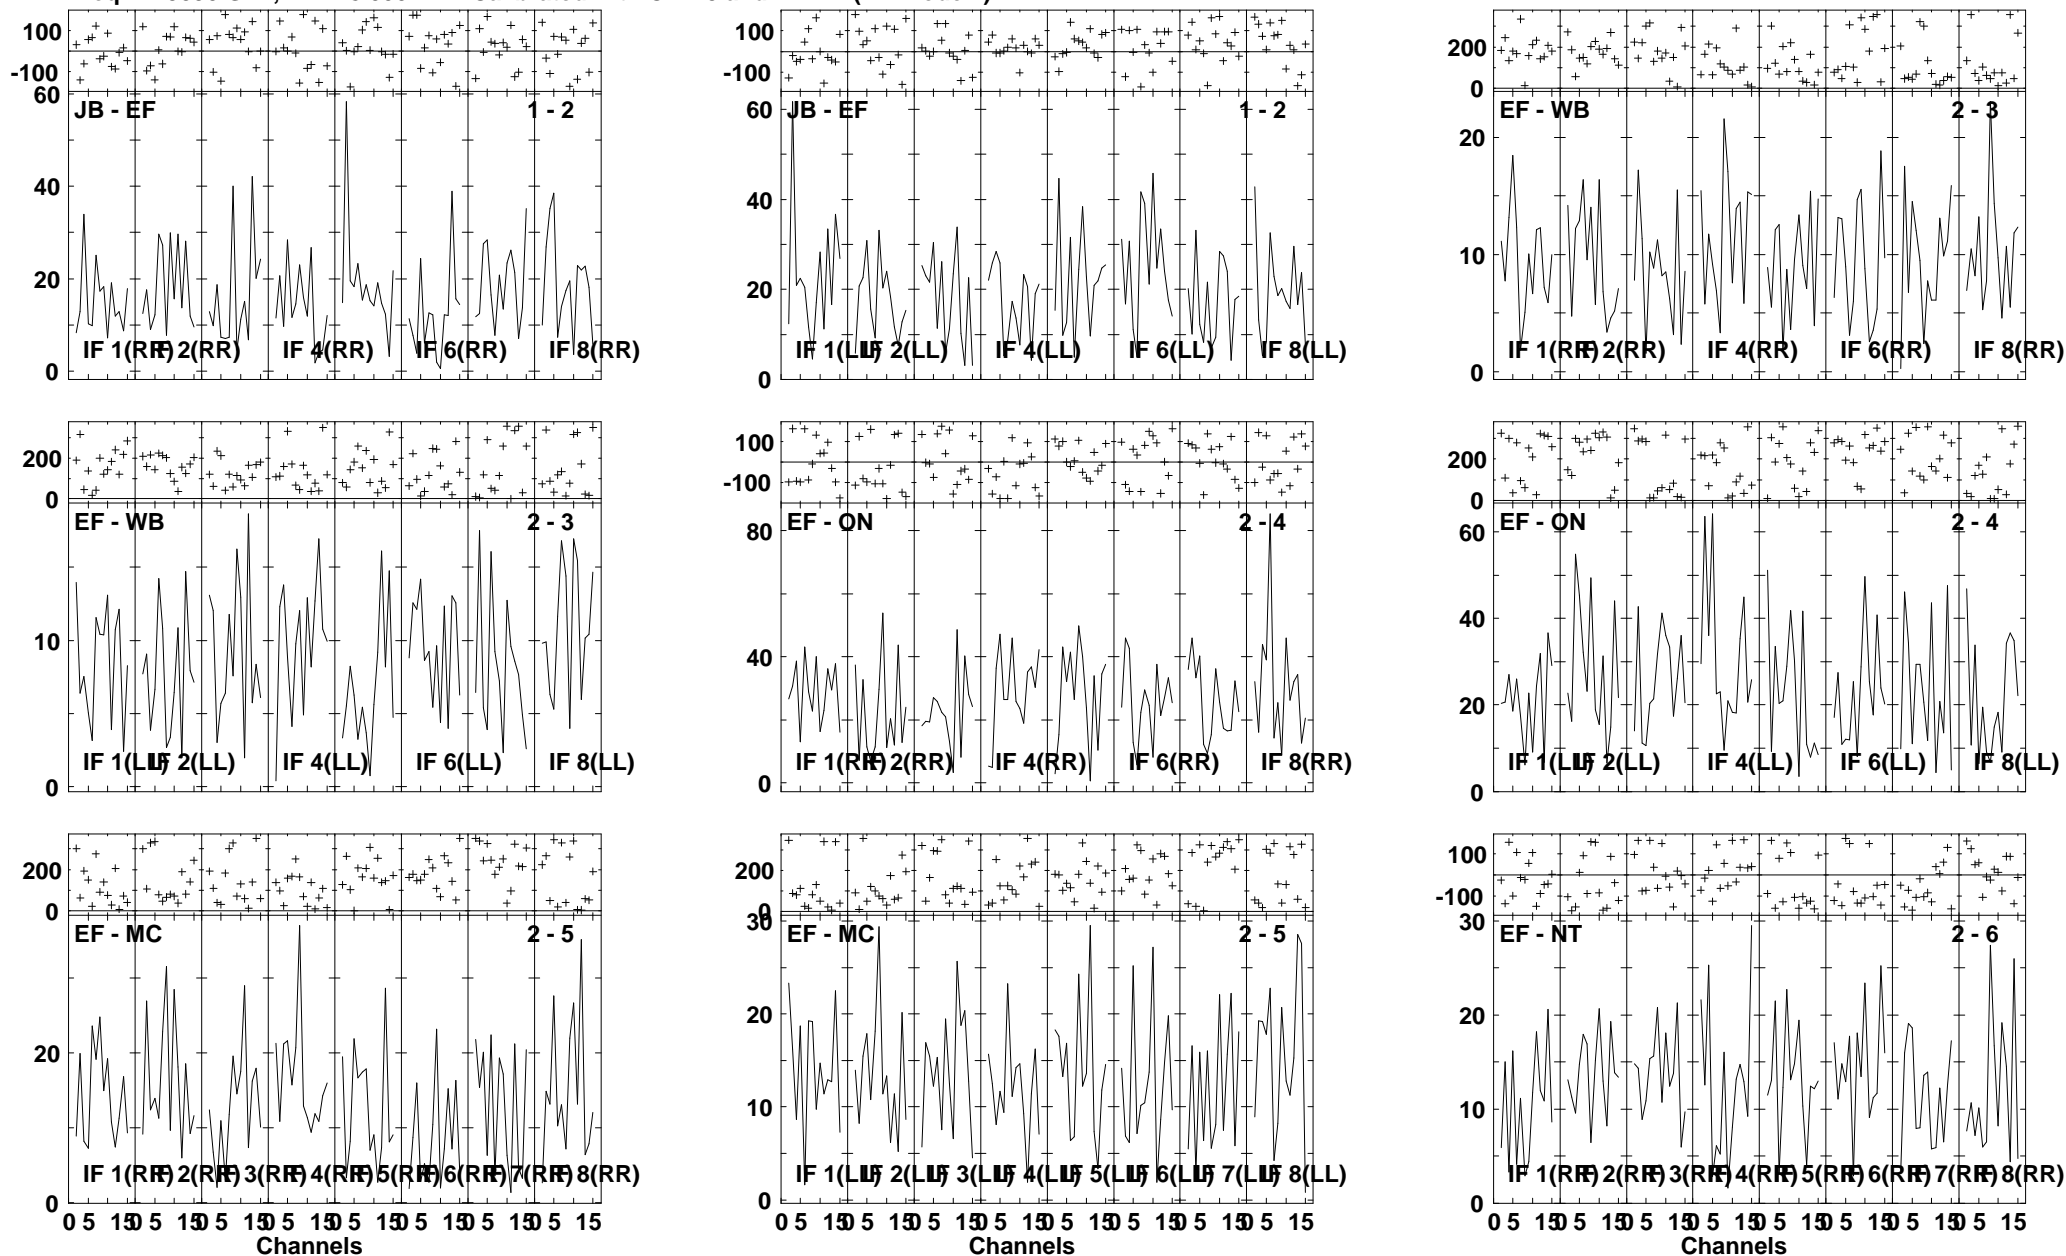 100
-100
60
JB - EF 1 - 2
40
20
0
IF 1(RR) IF 2(RR) IF 4(RR) IF 6(RR) IF 8(RR)
100
-100
60
JB - EF 1 - 2
40
20
0
IF 1(LL) IF 2(LL) IF 4(LL) IF 6(LL) IF 8(LL)
200
0
EF - WB 2 - 3
20
10
0
IF 1(RR) IF 2(RR) IF 4(RR) IF 6(RR) IF 8(RR)
200
0
EF - WB 2 - 3
10
0
IF 1(LL) IF 2(LL) IF 4(LL) IF 6(LL) IF 8(LL)
100
-100
EF - ON 2 - 4
80
40
0
IF 1(RR) IF 2(RR) IF 4(RR) IF 6(RR) IF 8(RR)
200
0
EF - ON 2 - 4
60
40
20
0
IF 1(LL) IF 2(LL) IF 4(LL) IF 6(LL) IF 8(LL)
200
0
EF - MC 2 - 5
20
0
IF 1(RR) IF 2(RR) IF 3(RR) IF 4(RR) IF 5(RR) IF 6(RR) IF 7(RR) IF 8(RR)
0 5 15 0 5 15 0 5 15 0 5 15 0 5 15 0 5 15 0 5 15 0 5 15
Channels
200
0
30
EF - MC 2 - 5
20
10
0
IF 1(LL) IF 2(LL) IF 3(LL) IF 4(LL) IF 5(LL) IF 6(LL) IF 7(LL) IF 8(LL)
0 5 15 0 5 15 0 5 15 0 5 15 0 5 15 0 5 15 0 5 15 0 5 15
Channels
100
-100
30
EF - NT 2 - 6
20
10
0
IF 1(RR) IF 2(RR) IF 3(RR) IF 4(RR) IF 5(RR) IF 6(RR) IF 7(RR) IF 8(RR)
0 5 15 0 5 15 0 5 15 0 5 15 0 5 15 0 5 15 0 5 15 0 5 15
Channels